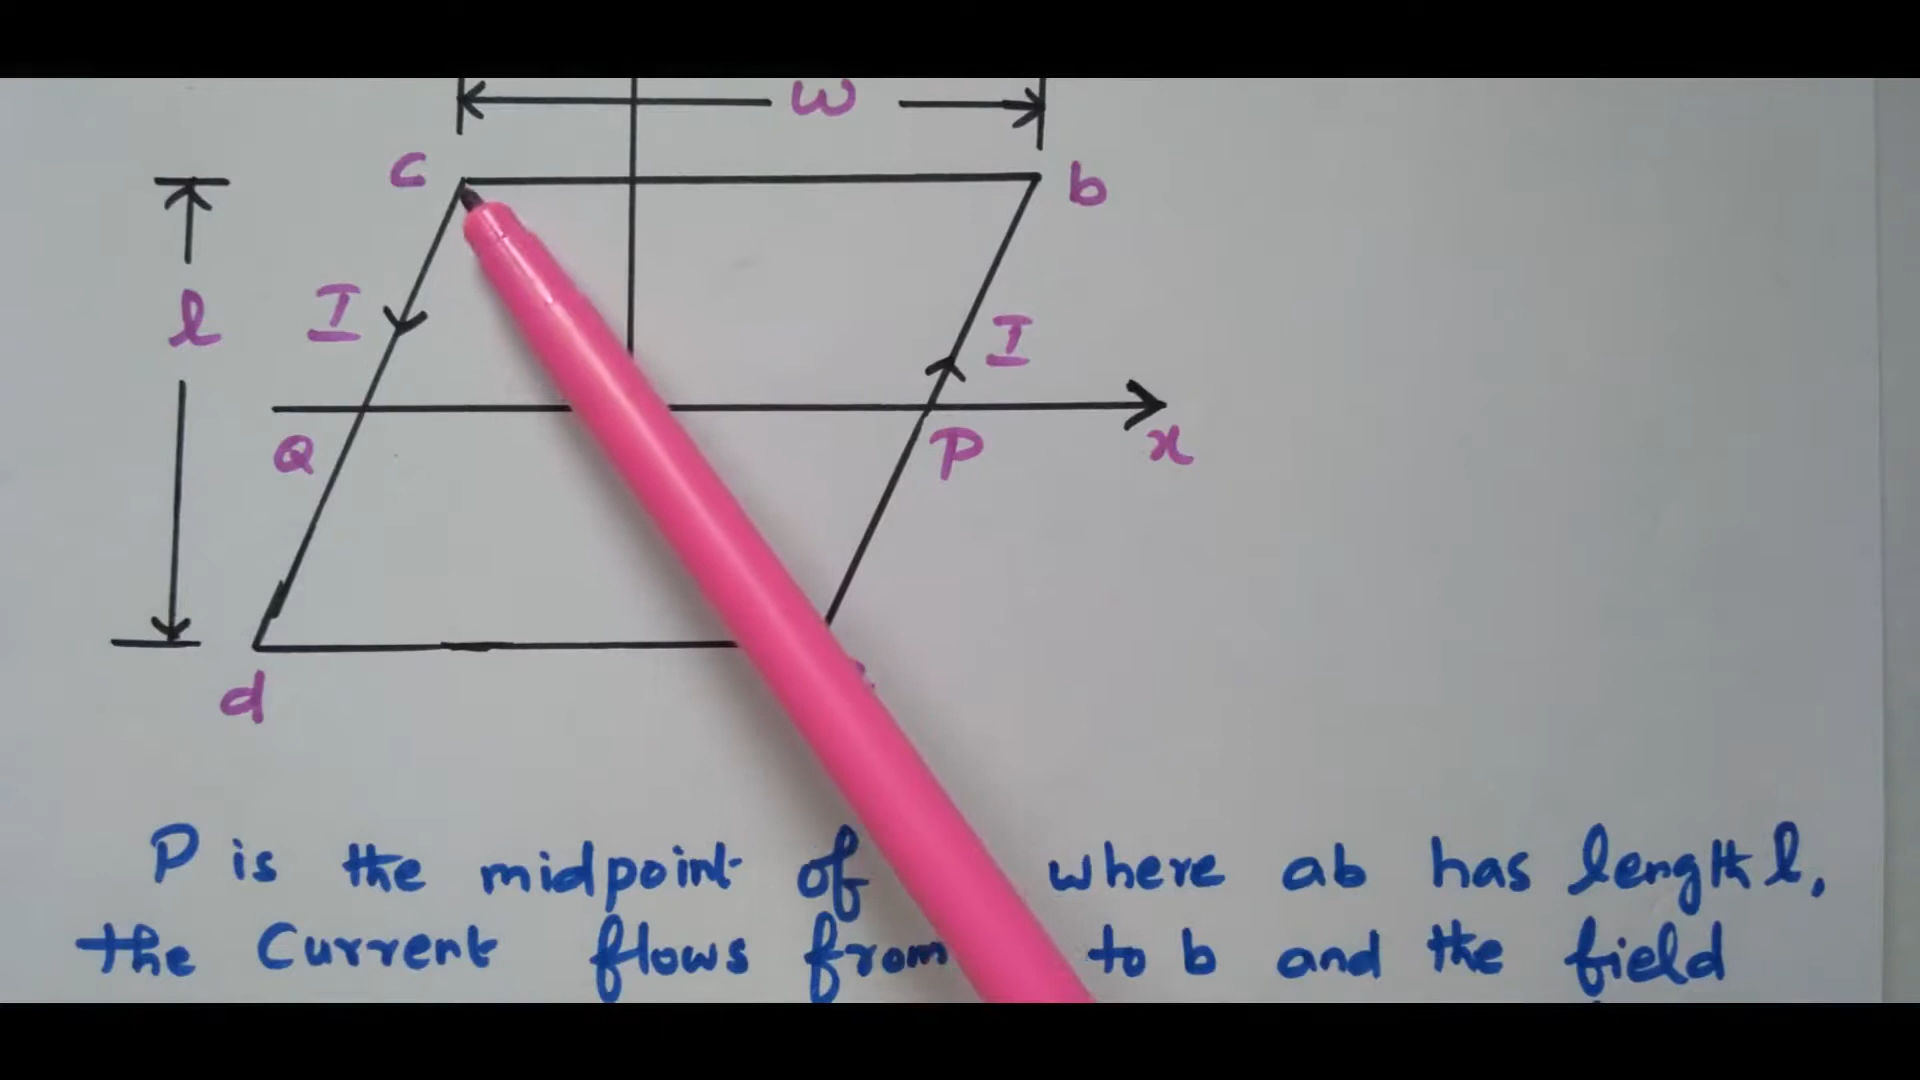 w
c
b
l
I
I
Q
P
x
d
P is the midpoint of where ab has length l,
the Current flows from to b and the field